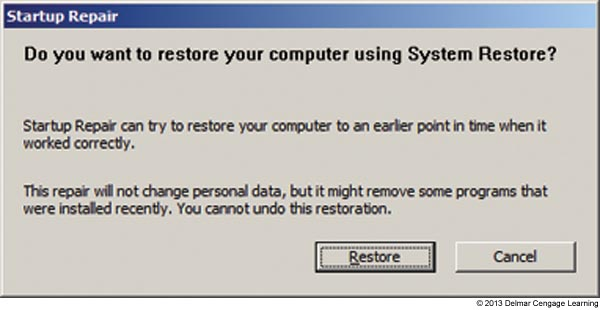 Startup Repair
Do you want to restore your computer using System Restore?
Startup Repair can try to restore your computer to an earlier point in time when it
worked correctly.
This repair will not change personal data, but it might remove some programs that
were installed recently. You cannot undo this restoration.
Restore Cancel
© 2013 Delmar Cengage Learning